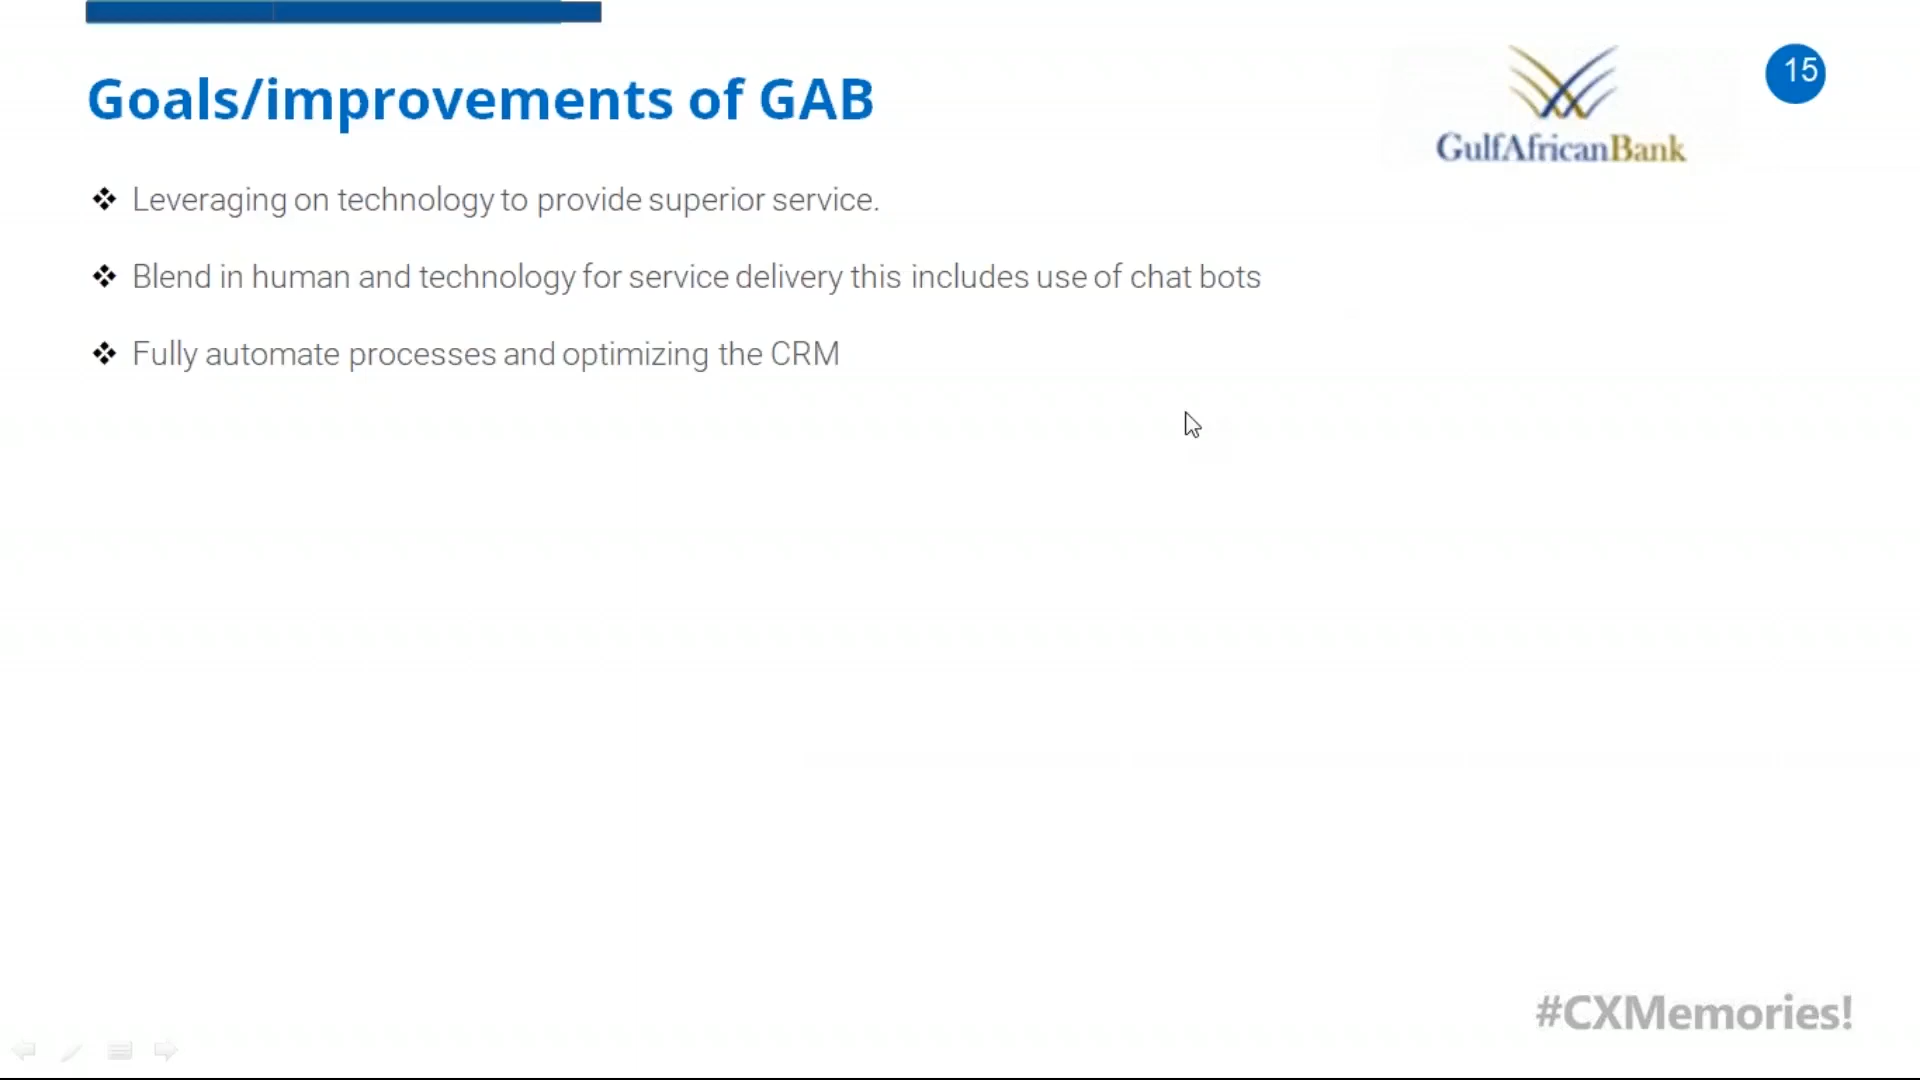 Goals/improvements of GAB
GulfAfricanBank
15
Leveraging on technology to provide superior service.
Blend in human and technology for service delivery this includes use of chat bots
Fully automate processes and optimizing the CRM
#CXMemories!